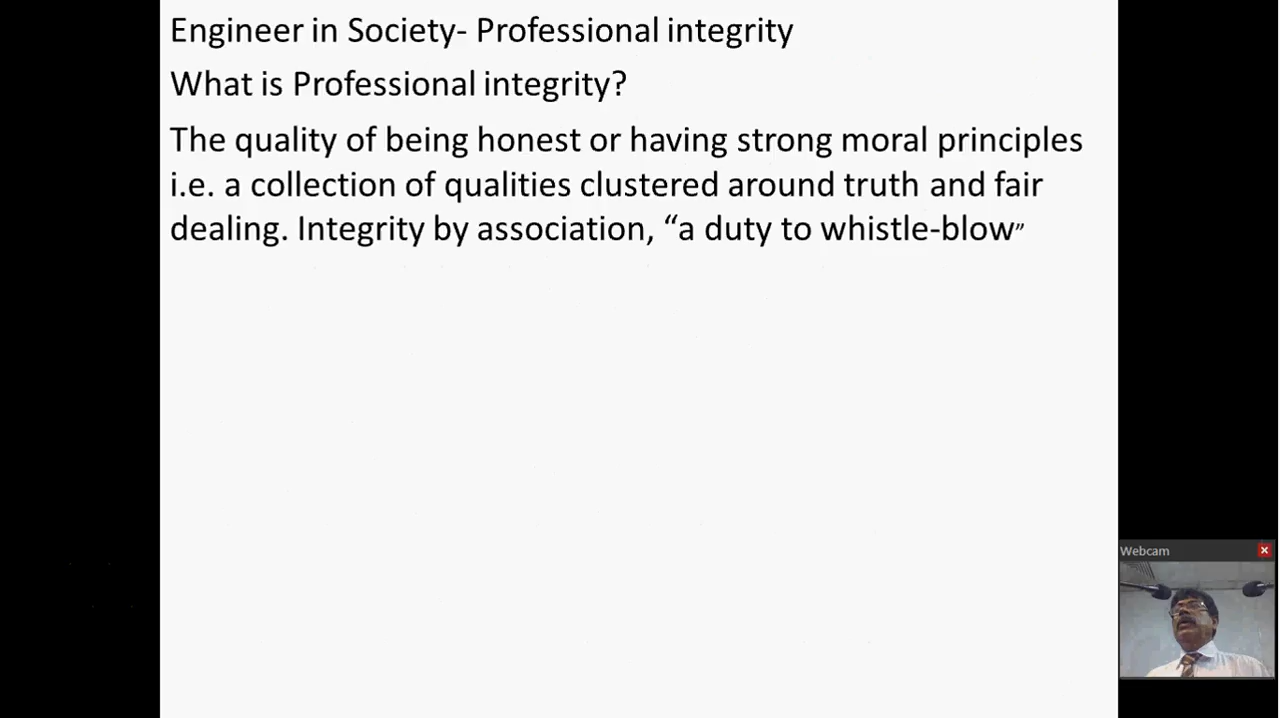 Engineer in Society- Professional integrity
What is Professional integrity?
The quality of being honest or having strong moral principles
i.e. a collection of qualities clustered around truth and fair
dealing. Integrity by association, “a duty to whistle-blow”
Webcam